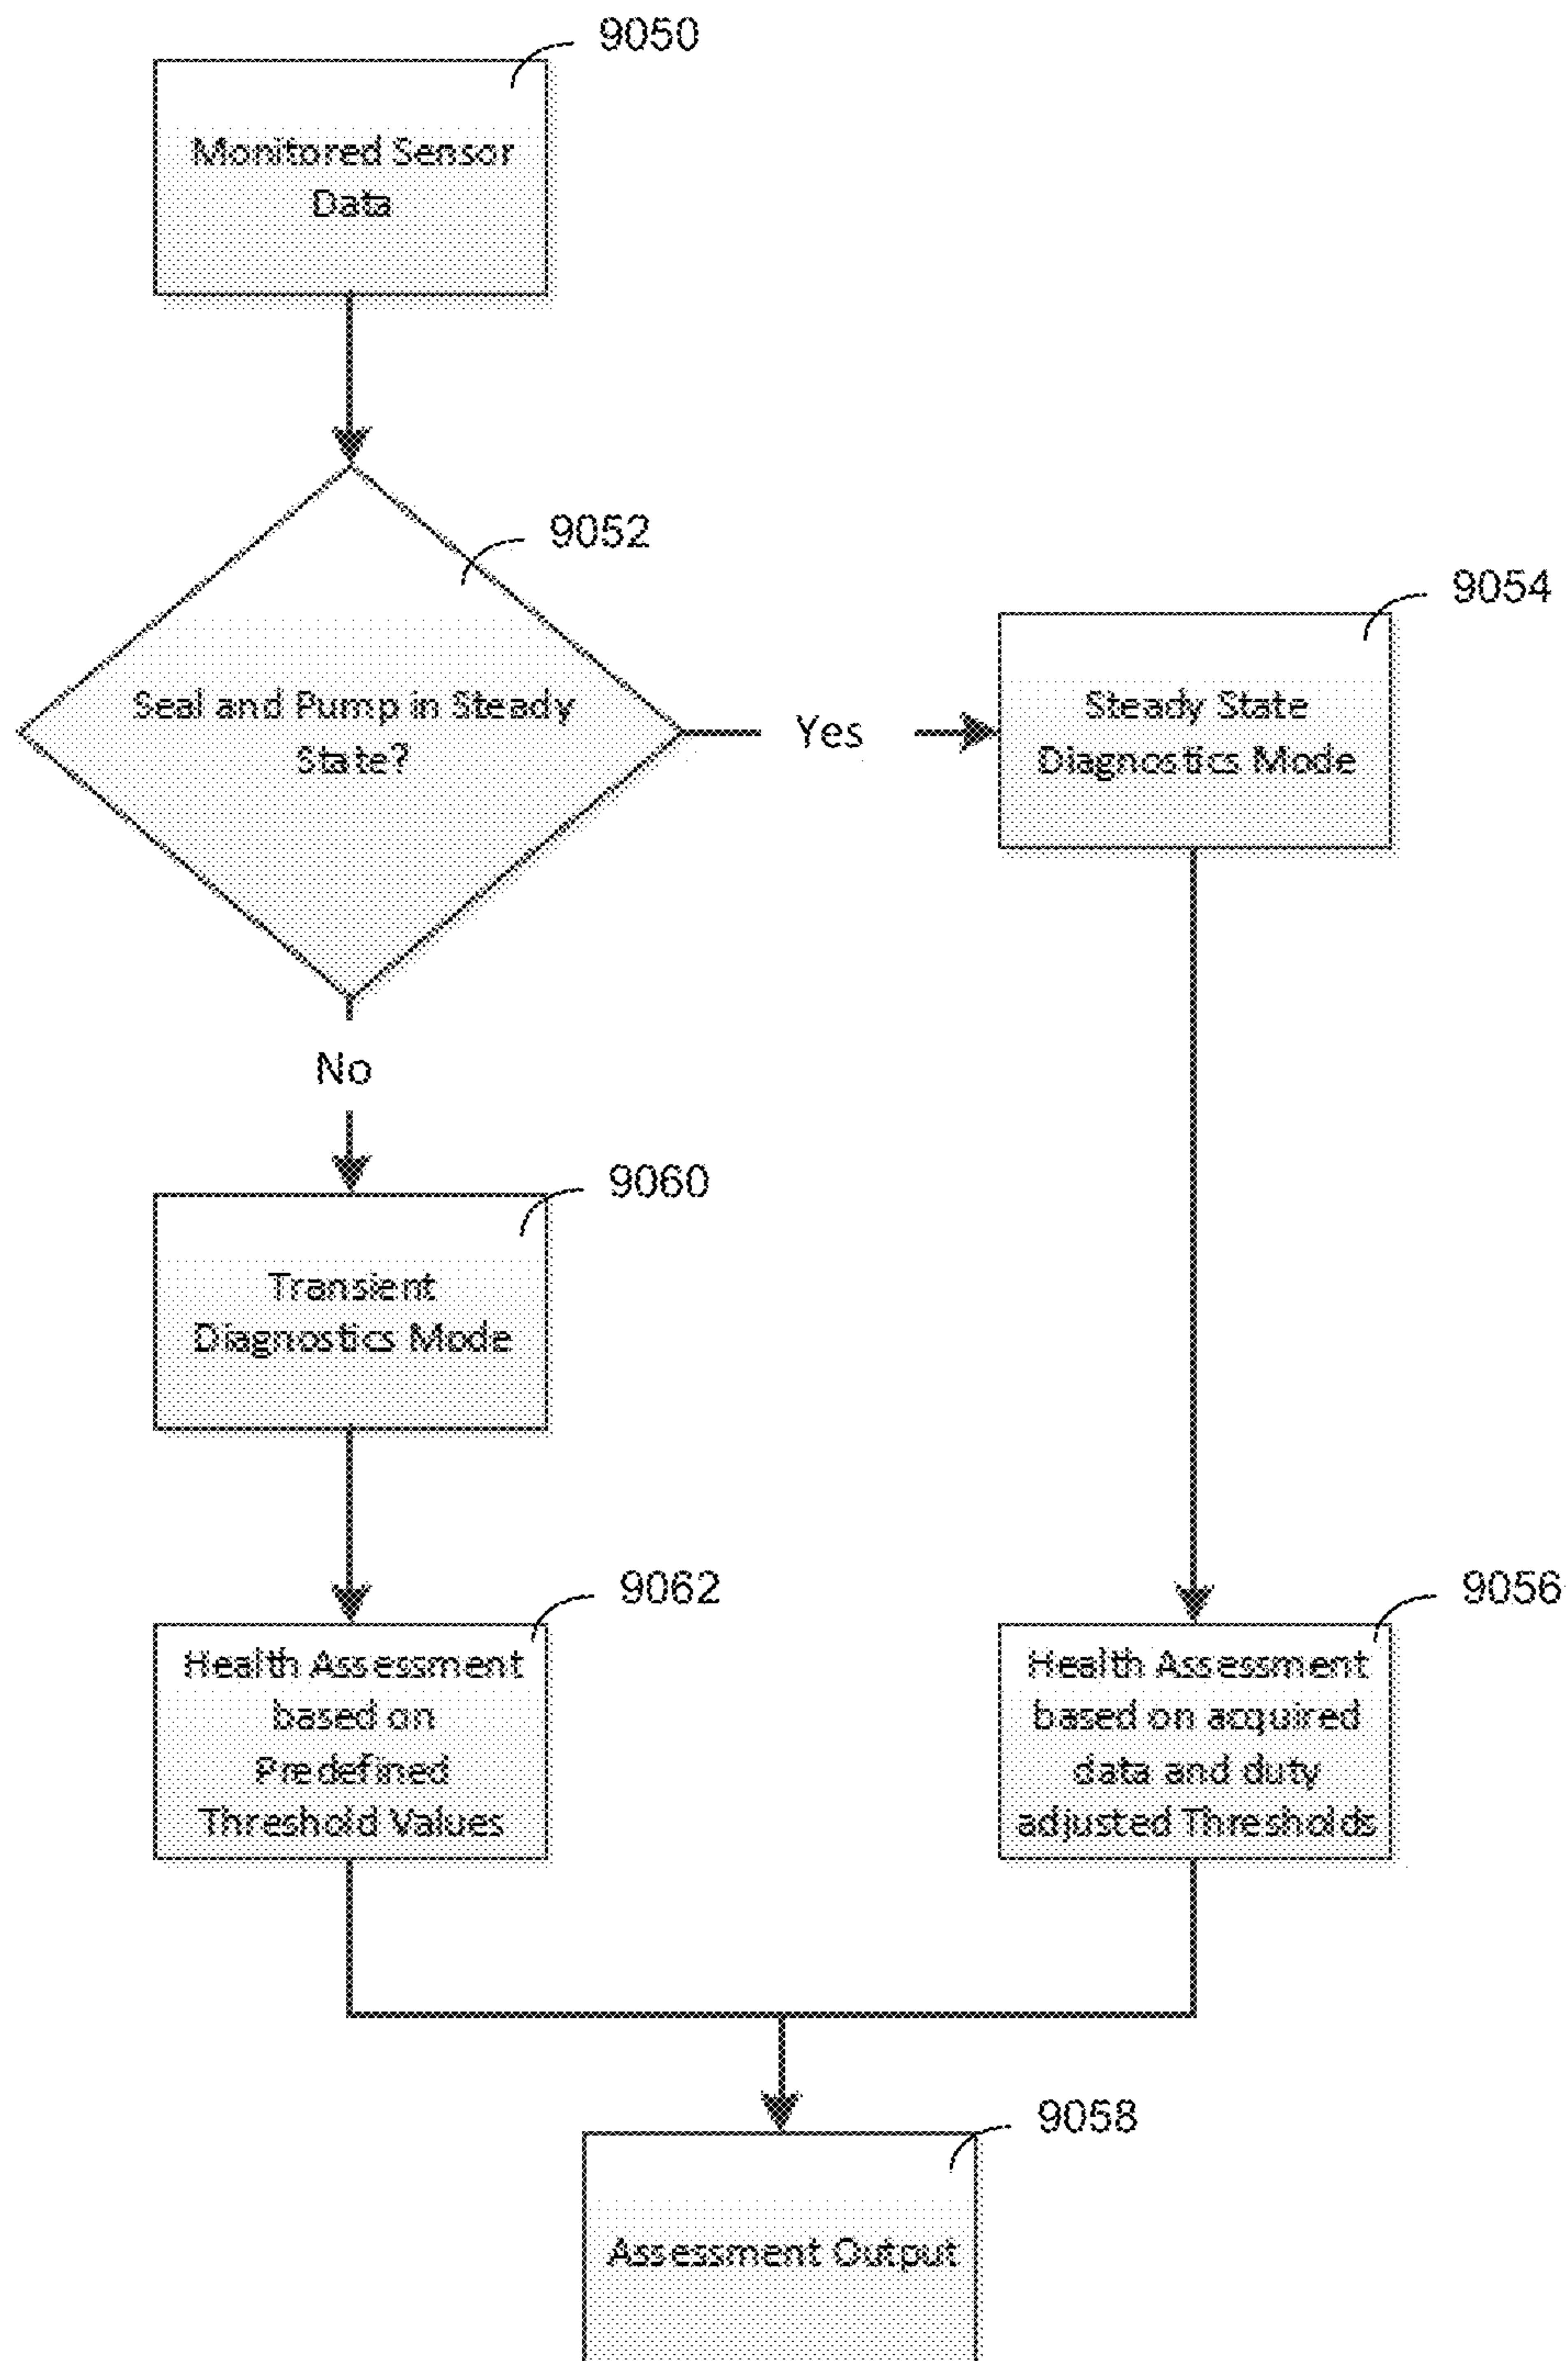 9050
Monitored Sensor
Data
9052
Seal and Pump in Steady
State?
Yes
9054
Steady State
Diagnostics Mode
No
9060
Transient
Diagnostics Mode
9062
Health Assessment
based on
Predefined
Threshold Values
9056
Health Assessment
based on acquired
data and duty
adjusted Thresholds
9058
Assessment Output